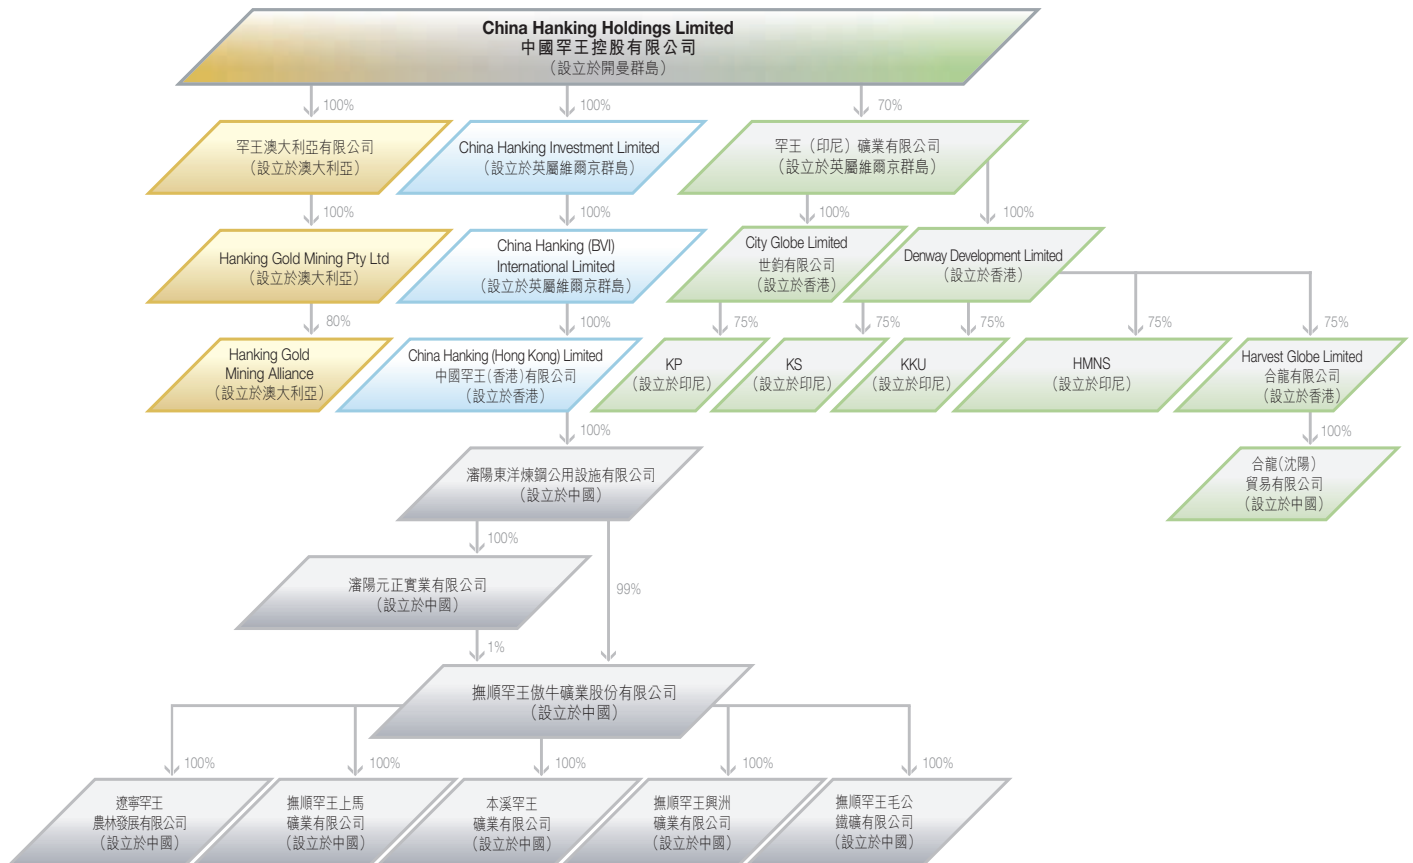 China Hanking Holdings Limited
中國罕王控股有限公司
（設立於開曼群島）
100%
100%
70%
罕王澳大利亞有限公司
（設立於澳大利亞）
China Hanking Investment Limited
（設立於英屬維爾京群島）
罕王（印尼）礦業有限公司
（設立於英屬維爾京群島）
100%
100%
100%
100%
Hanking Gold Mining Pty Ltd
（設立於澳大利亞）
China Hanking (BVI)
International Limited
（設立於英屬維爾京群島）
City Globe Limited
世鈞有限公司
（設立於香港）
Denway Development Limited
（設立於香港）
80%
100%
75%
75%
75%
75%
75%
Hanking Gold
Mining Alliance
（設立於澳大利亞）
China Hanking (Hong Kong) Limited
中國罕王(香港)有限公司
（設立於香港）
KP
（設立於印尼）
KS
（設立於印尼）
KKU
（設立於印尼）
HMNS
（設立於印尼）
Harvest Globe Limited
合龍有限公司
（設立於香港）
100%
100%
瀋陽東洋煉鋼公用設施有限公司
（設立於中國）
合龍(沈陽)
貿易有限公司
（設立於中國）
100%
99%
瀋陽元正實業有限公司
（設立於中國）
1%
撫順罕王傲牛礦業股份有限公司
（設立於中國）
100%
100%
100%
100%
100%
遼寧罕王
農林發展有限公司
（設立於中國）
撫順罕王上馬
礦業有限公司
（設立於中國）
本溪罕王
礦業有限公司
（設立於中國）
撫順罕王興洲
礦業有限公司
（設立於中國）
撫順罕王毛公
鐵礦有限公司
（設立於中國）